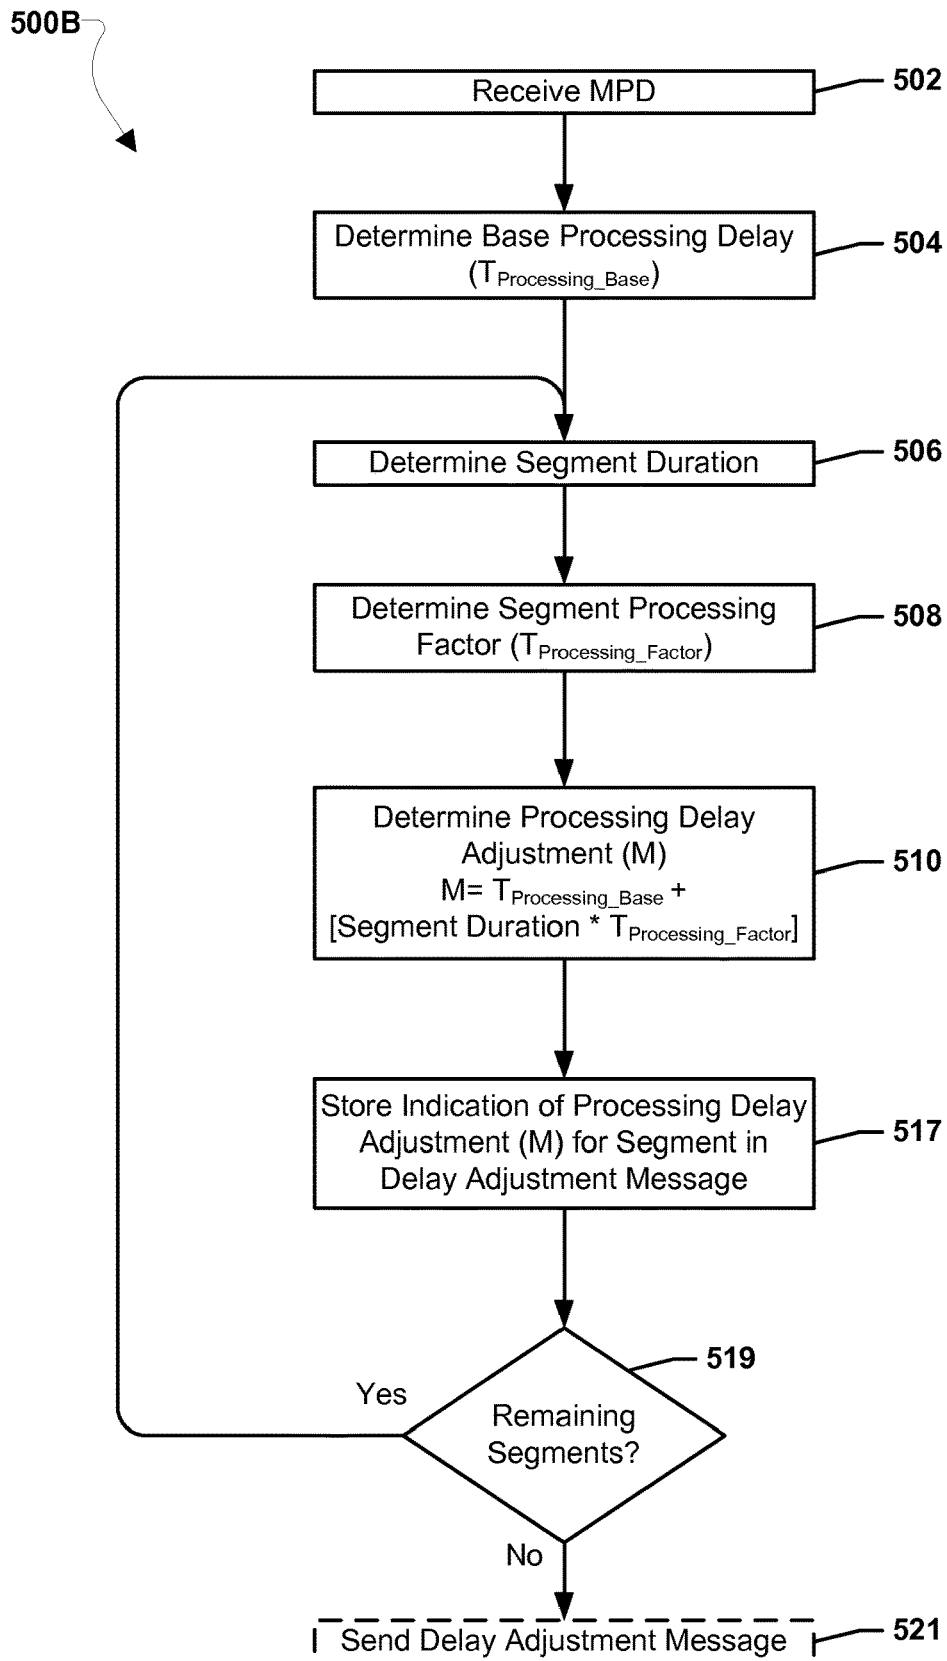 500B
Receive MPD
502
Determine Base Processing Delay
(TProcessing_Base)
504
Determine Segment Duration
506
Determine Segment Processing
Factor (TProcessing_Factor)
508
Determine Processing Delay
Adjustment (M)
M= TProcessing_Base +
[Segment Duration * TProcessing_Factor]
510
Store Indication of Processing Delay
Adjustment (M) for Segment in
Delay Adjustment Message
517
519
Yes
Remaining
Segments?
No
Send Delay Adjustment Message
521